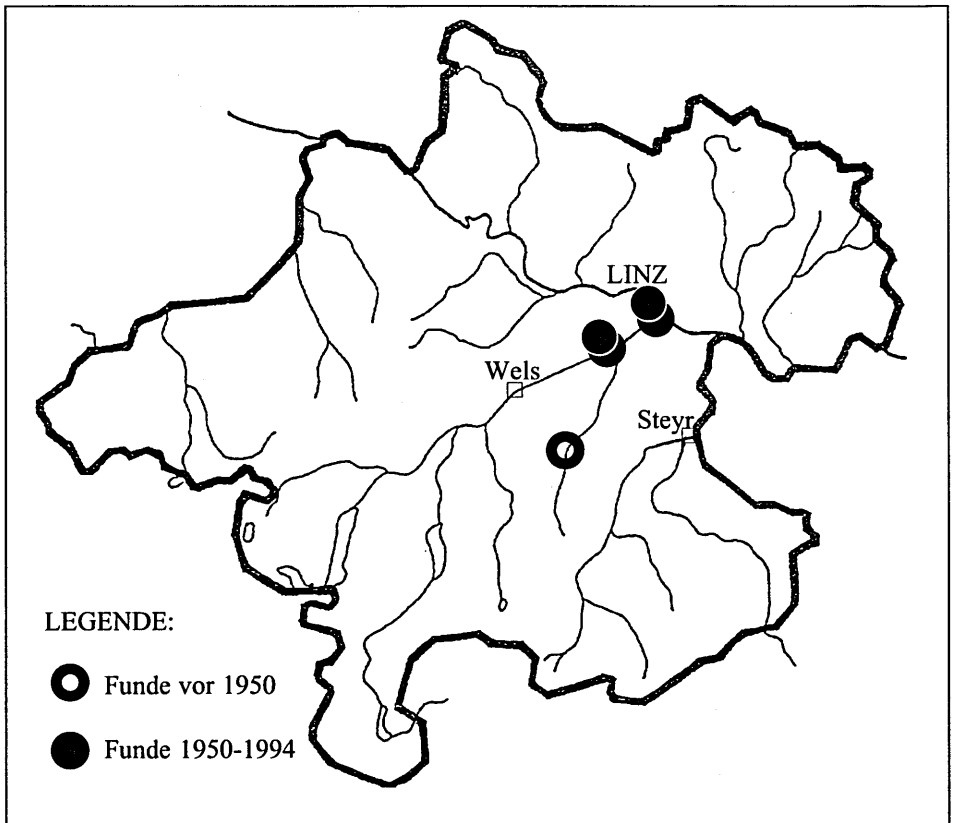 LINZ
Wels
Steyr
LEGENDE:
Funde vor 1950
Funde 1950-1994